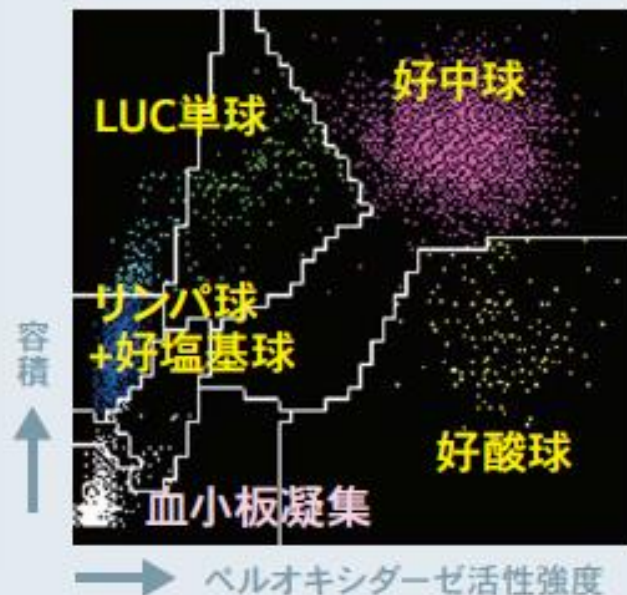 好中球
LUC単球
リンパ球
+好塩基球
容積
好酸球
血小板凝集
ペルオキシダーゼ活性強度